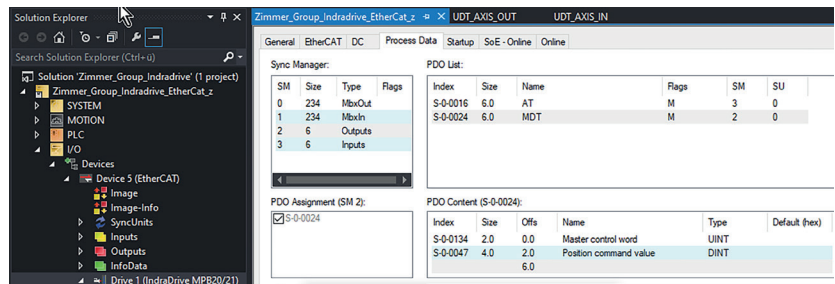 Solution Explorer
Search Solution Explorer (Ctrl+ü)
Solution 'Zimmer_Group_Indradrive' (1 project)
Zimmer_Group_Indradrive_EtherCat_z
SYSTEM
MOTION
PLC
I/O
Devices
Device 5 (EtherCAT)
Image
Image-Info
SyncUnits
Inputs
Outputs
InfoData
Drive 1 (IndraDrive MPB20/21)
Zimmer_Group_Indradrive_EtherCat_z UDT_AXIS_OUT UDT_AXIS_IN
General EtherCAT DC Process Data Startup SoE - Online Online
Sync Manager:
SM Size Type Flags
0 234 MbxOut
1 234 MbxIn
2 6 Outputs
3 6 Inputs
PDO List:
Index Size Name Flags SM SU
S-0-0016 6.0 AT M 3 0
S-0-0024 6.0 MDT M 2 0
PDO Assignment (SM 2):
S-0-0024
PDO Content (S-0-0024):
Index Size Offs Name Type Default (hex)
S-0-0134 2.0 0.0 Master control word UINT
S-0-0047 4.0 2.0 Position command value DINT
6.0